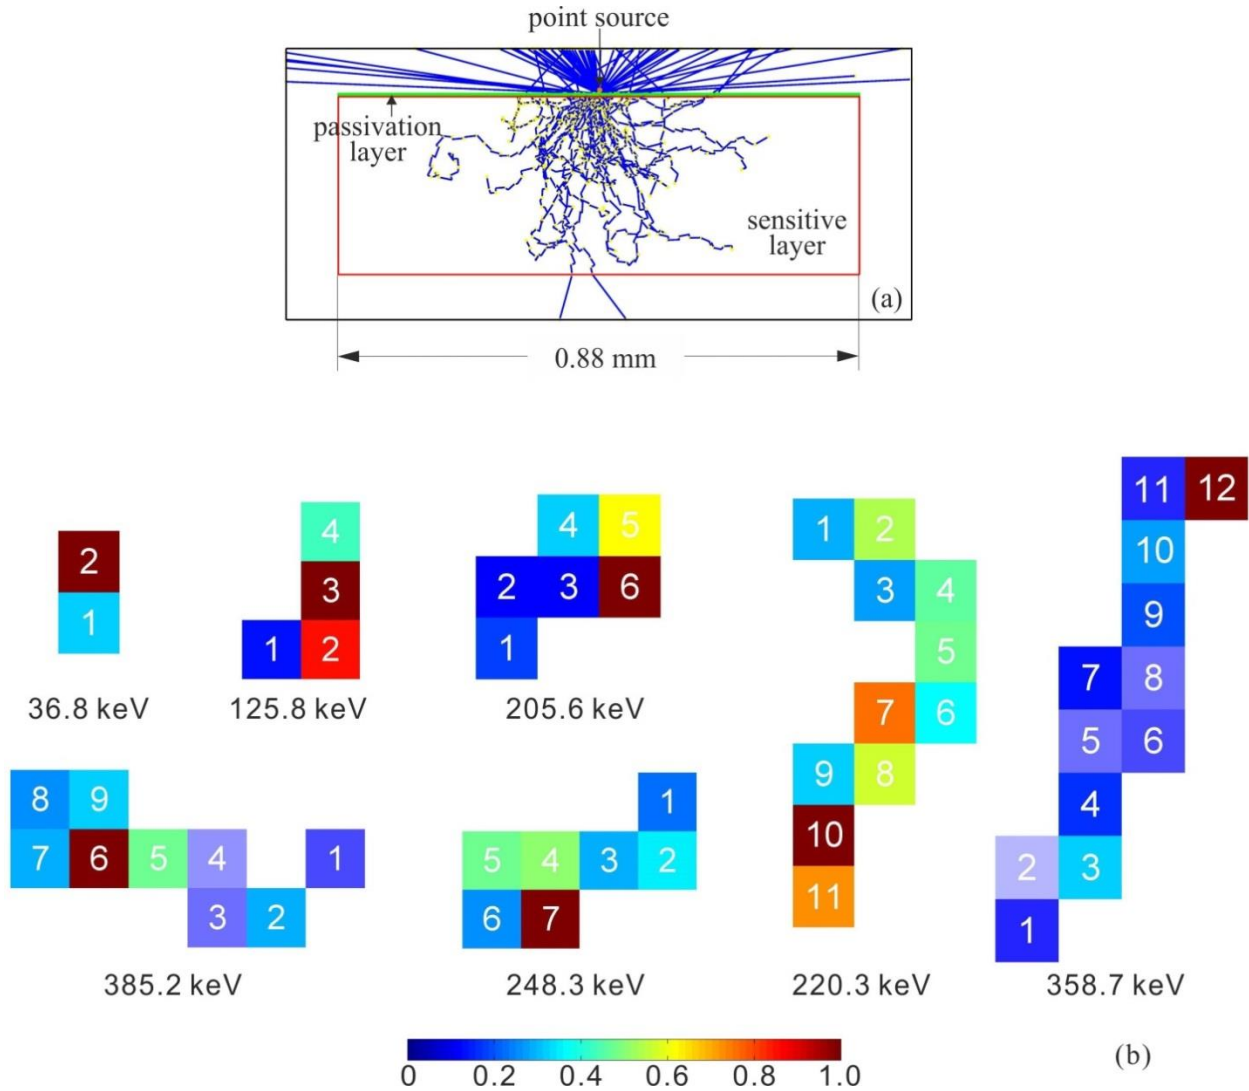 point source
passivation
layer
sensitive
layer
(a)
0.88 mm
2
1
36.8 keV
4
3
1 2
125.8 keV
4 5
2 3 6
1
205.6 keV
1 2
3 4
5
7 6
9 8
10
11
220.3 keV
11 12
10
9
7 8
5 6
4
2 3
1
358.7 keV
8 9
7 6 5 4 1
3 2
385.2 keV
1
5 4 3 2
6 7
248.3 keV
0 0.2 0.4 0.6 0.8 1.0
(b)